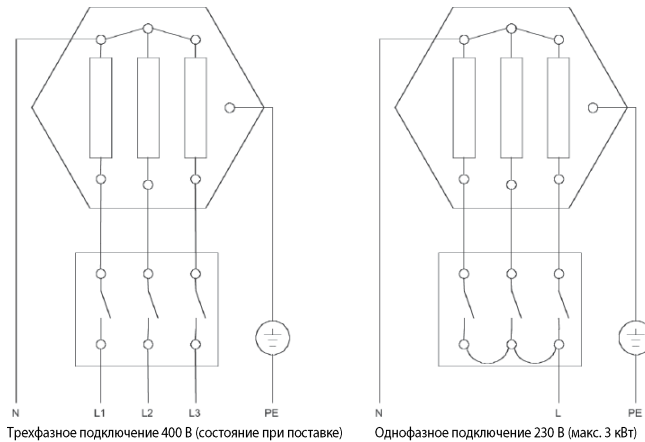 N L1 L2 L3 PE N L PE
Трехфазное подключение 400 В (состояние при поставке) Однофазное подключение 230 В (макс. 3 кВт)